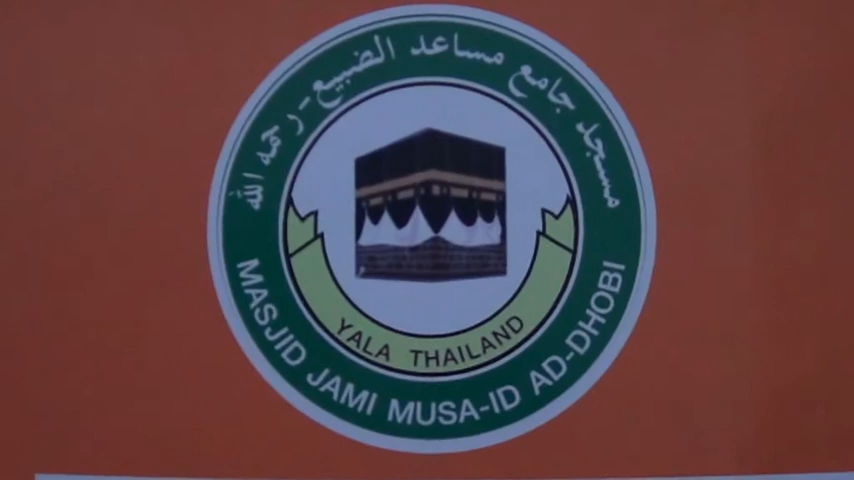 مسجد جامع مساعد الضبيع - رحمه الله
YALA THAILAND
MASJID JAMI MUSA-ID AD-DHOBI